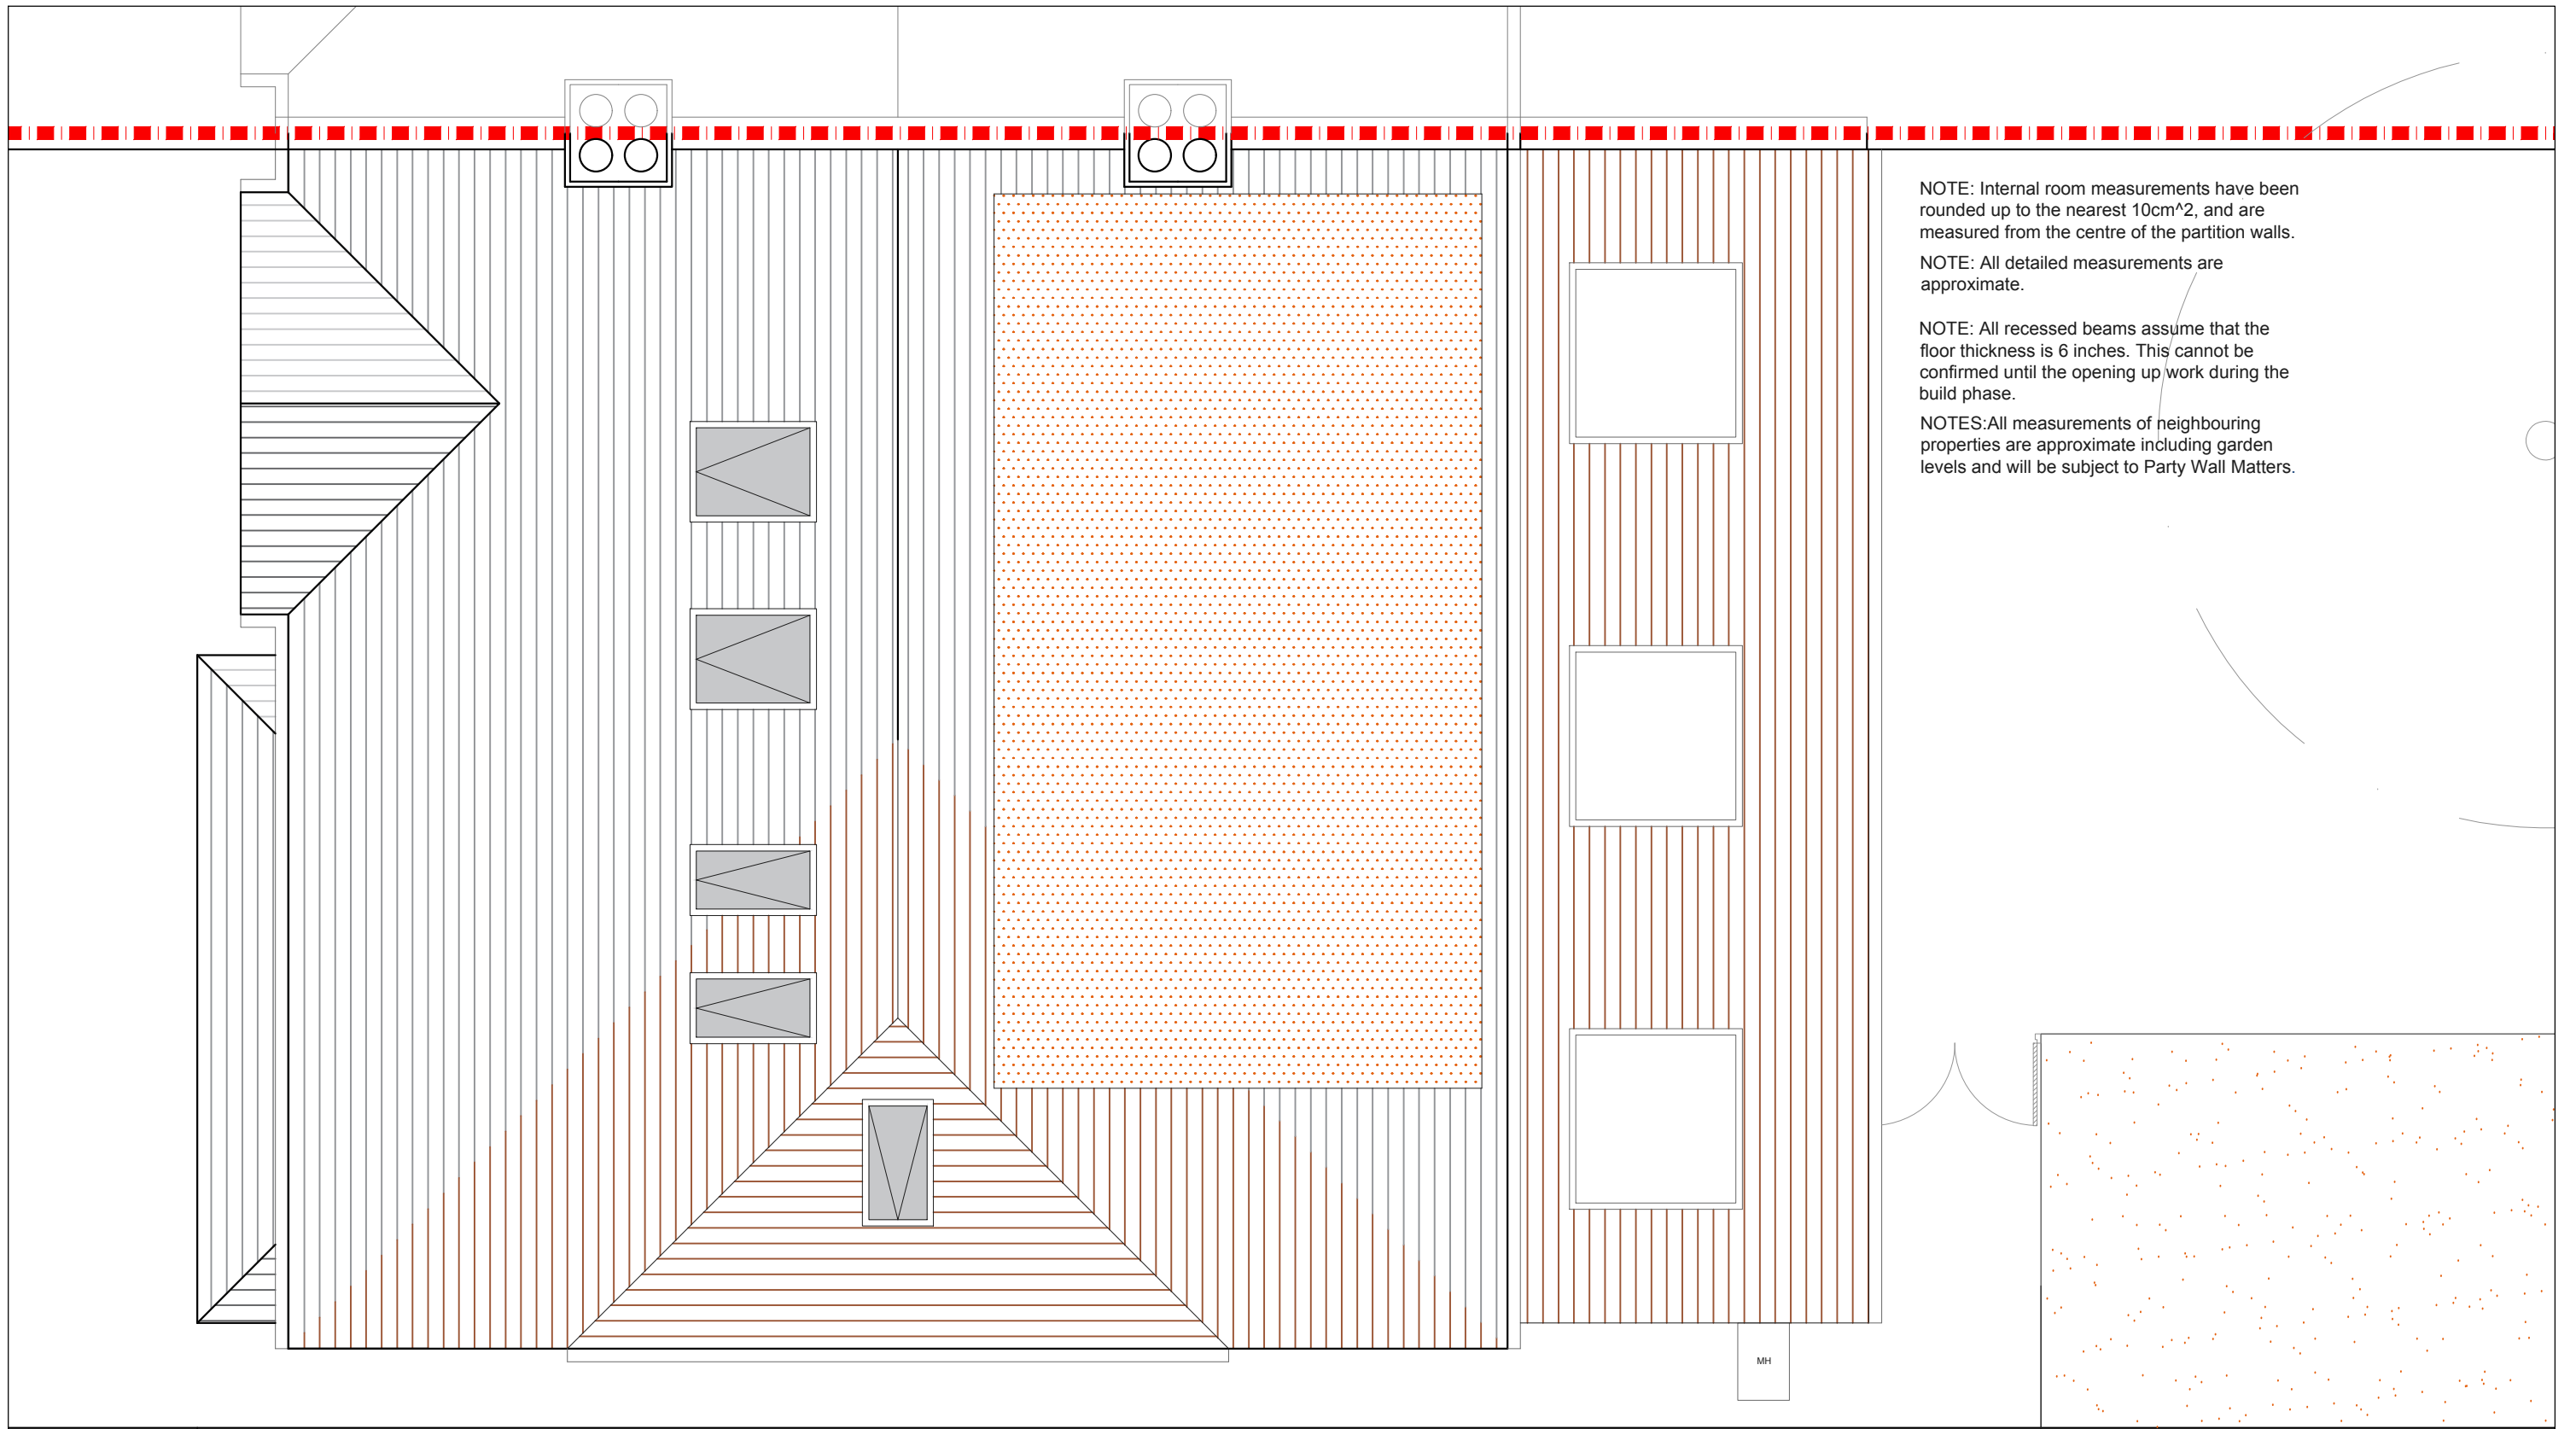 NOTE: Internal room measurements have been
rounded up to the nearest 10cm^2, and are
measured from the centre of the partition walls.
NOTE: All detailed measurements are
approximate.
NOTE: All recessed beams assume that the
floor thickness is 6 inches. This cannot be
confirmed until the opening up work during the
build phase.
NOTES:All measurements of neighbouring
properties are approximate including garden
levels and will be subject to Party Wall Matters.
MH